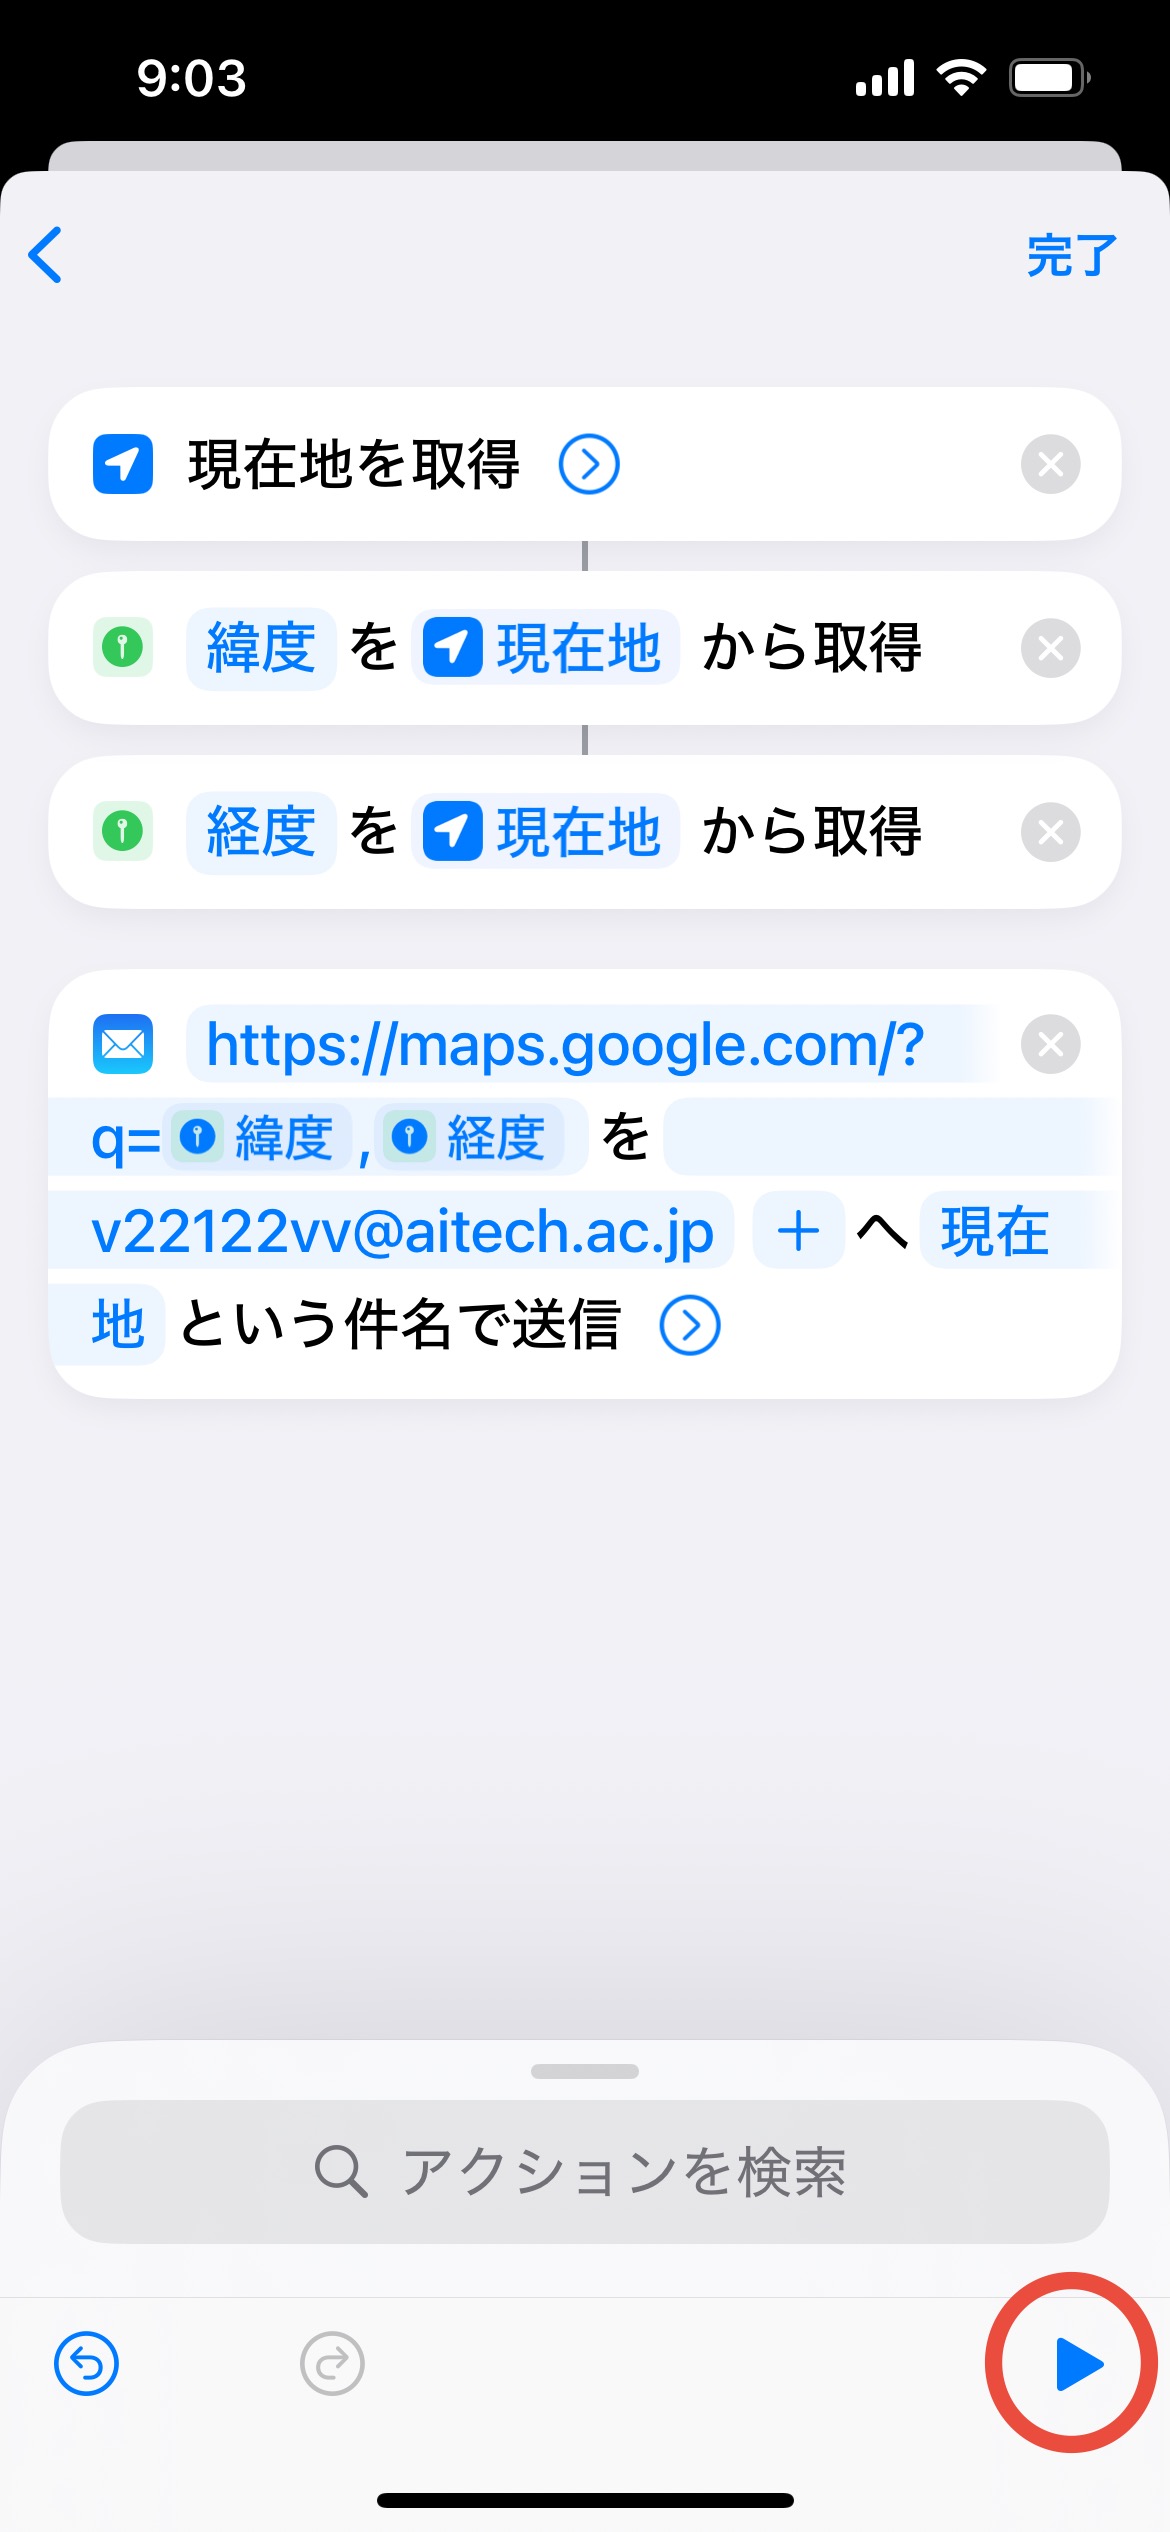 9:03
完了
現在地を取得
緯度 を 現在地 から取得
経度 を 現在地 から取得
https://maps.google.com/?
q= 緯度 , 経度 を
v22122vv@aitech.ac.jp + へ 現在
地 という件名で送信
アクションを検索